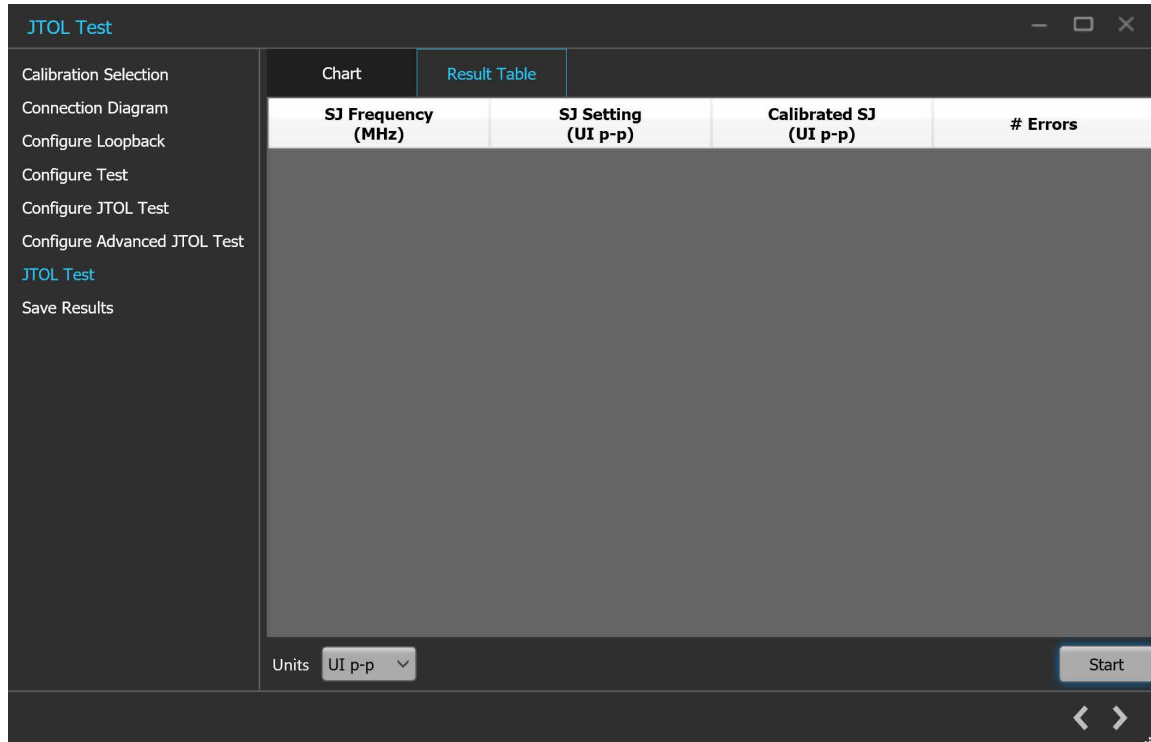 JTOL Test
Calibration Selection
Connection Diagram
Configure Loopback
Configure Test
Configure JTOL Test
Configure Advanced JTOL Test
JTOL Test
Save Results
Chart
Result Table
SJ Frequency
(MHz)
SJ Setting
(UI p-p)
Calibrated SJ
(UI p-p)
# Errors
Units
UI p-p
Start